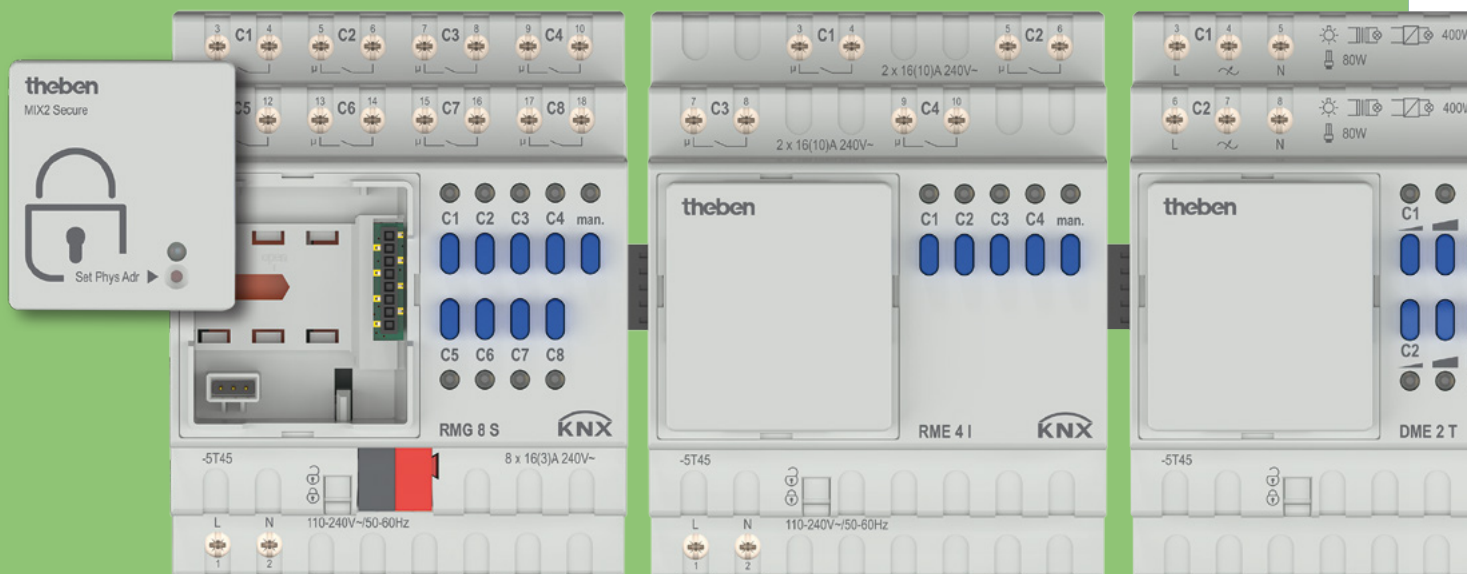 theben
MIX2 Secure
Set Phys Adr
3 C1 4 5 C2 6 7 C3 8 9 C4 10
µ µ µ
C5 12 13 C6 14 15 C7 16 17 C8 18
µ µ µ
C1 C2 C3 C4 man.
C5 C6 C7 C8
RMG 8 S KNX
-5T45 8 x 16(3)A 240V~
L N 110-240V~/50-60Hz
1 2
3 C1 4 5 C2 6
µ 2 x 16(10)A 240V~ µ
7 C3 8 9 C4 10
µ 2 x 16(10)A 240V~ µ
theben
C1 C2 C3 C4 man.
RME 4 I KNX
-5T45
L N 110-240V~/50-60Hz
1 2
3 C1 4 5 400W
L N 80W
6 C2 7 8 400W
L N 80W
theben
C1
C2
DME 2 T
-5T45